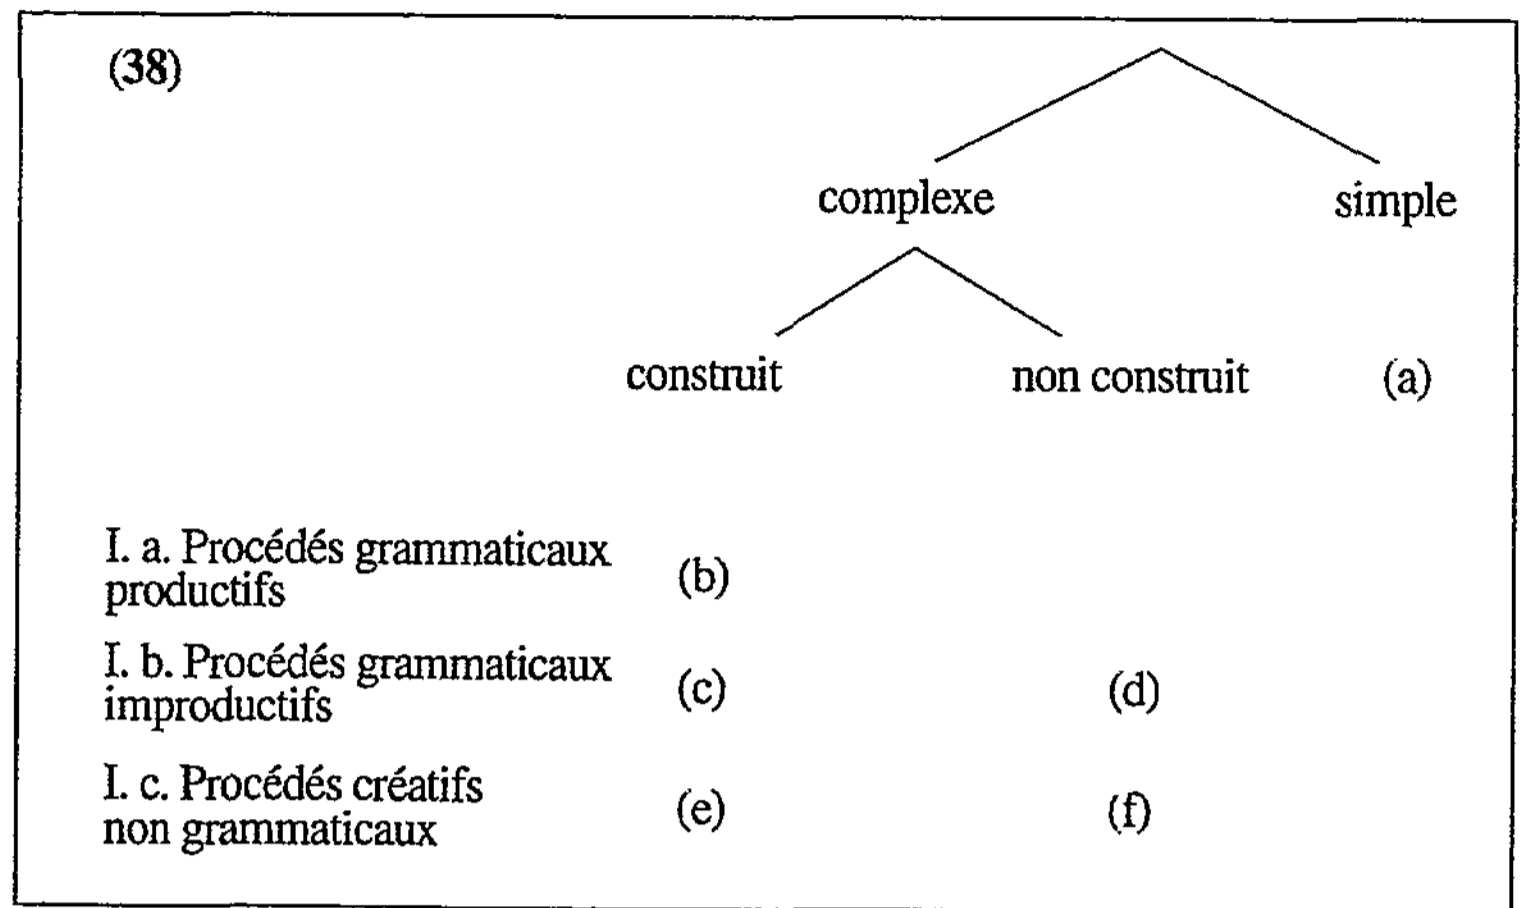 (38)
complexe simple
construit non construit (a)
I. a. Procédés grammaticaux
productifs (b)
I. b. Procédés grammaticaux
improductifs (c) (d)
I. c. Procédés créatifs
non grammaticaux (e) (f)